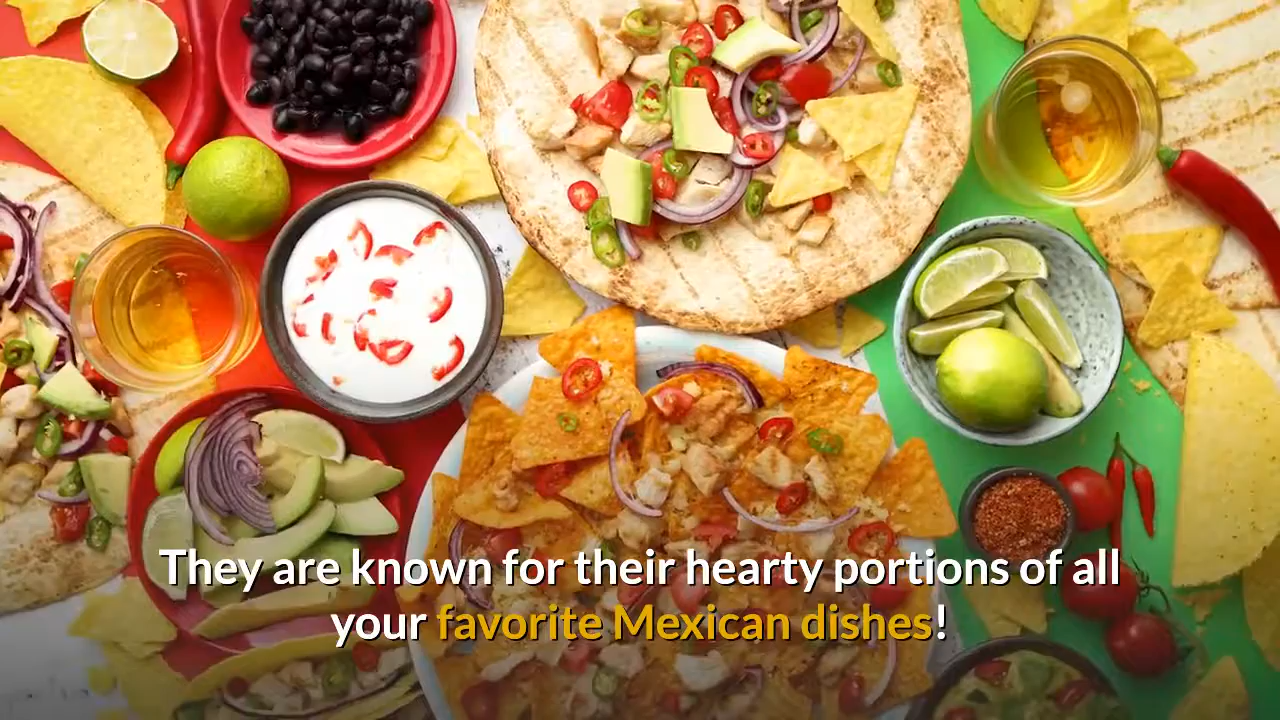 They are known for their hearty portions of all
your favorite Mexican dishes!